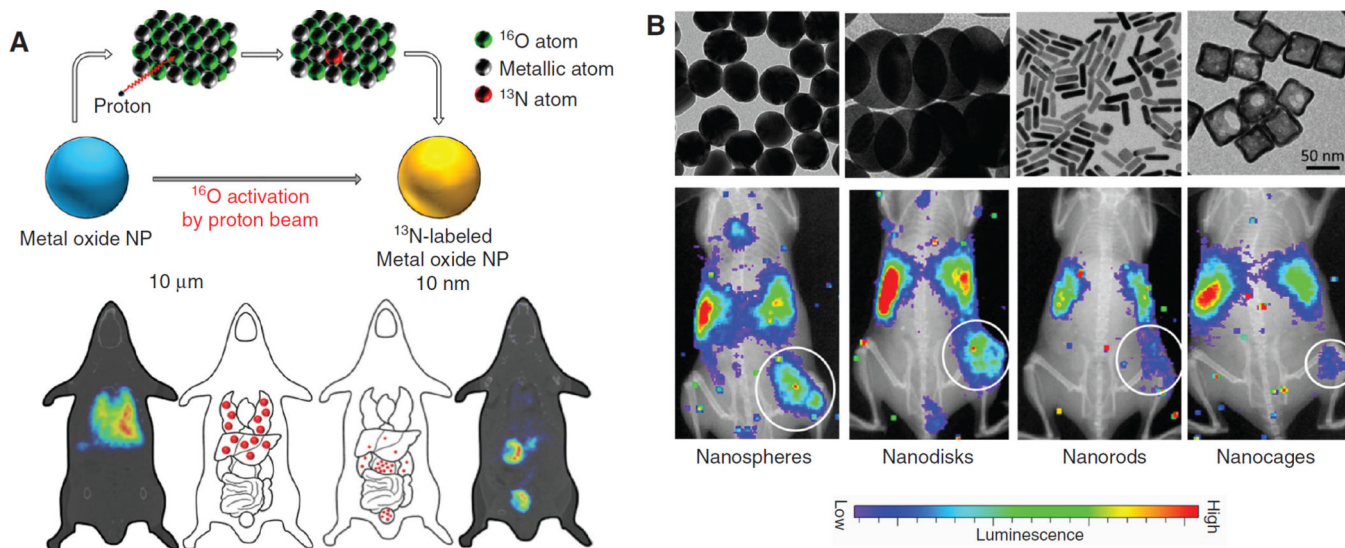 A
Proton
¹⁶O atom
Metallic atom
¹³N atom
¹⁶O activation
by proton beam
Metal oxide NP
¹³N-labeled
Metal oxide NP
10 μm
10 nm
B
50 nm
Nanospheres
Nanodisks
Nanorods
Nanocages
Low
High
Luminescence